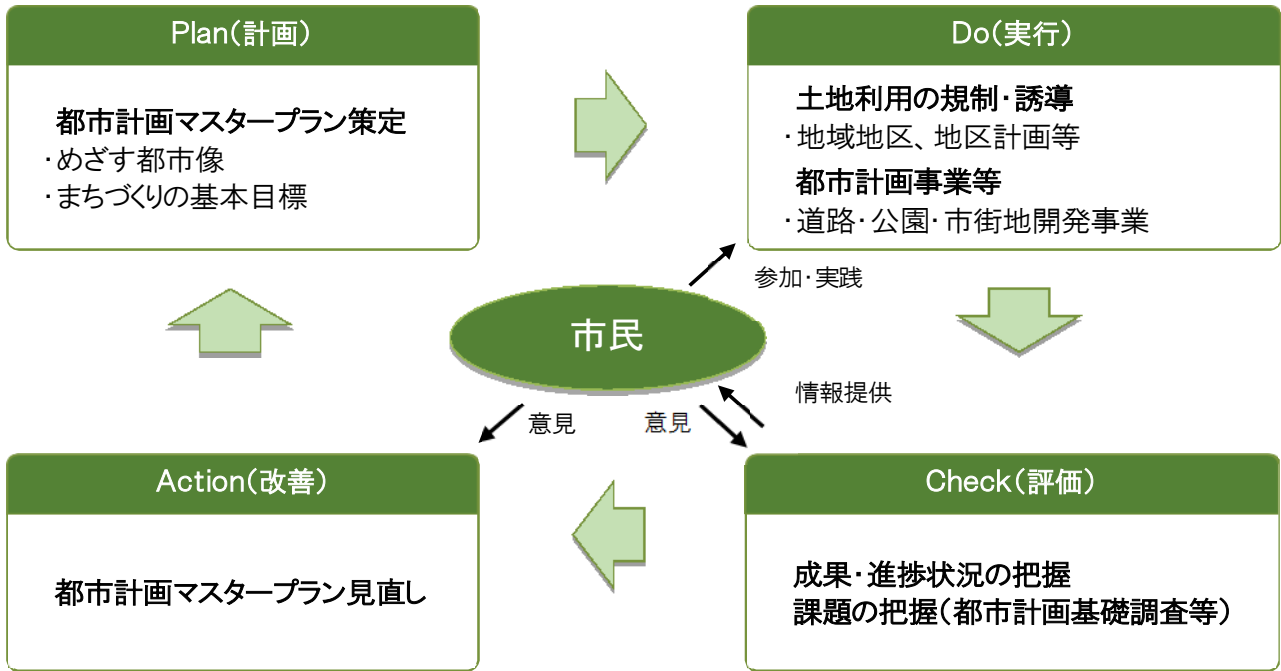 Plan(計画)
都市計画マスタープラン策定
・めざす都市像
・まちづくりの基本目標
Do(実行)
土地利用の規制・誘導
・地域地区、地区計画等
都市計画事業等
・道路・公園・市街地開発事業
参加・実践
市民
情報提供
意見
意見
Action(改善)
都市計画マスタープラン見直し
Check(評価)
成果・進捗状況の把握
課題の把握(都市計画基礎調査等)